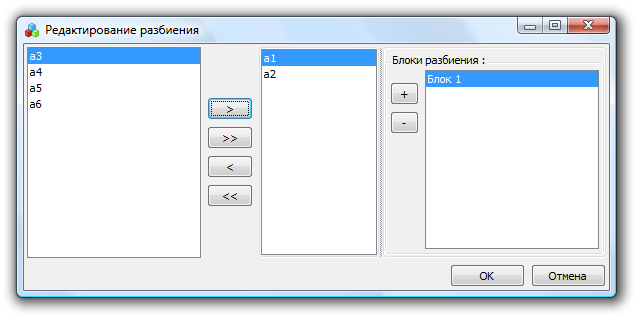 Редактирование разбиения
a3
a4
a5
a6
>
>>
<
<<
a1
a2
Блоки разбиения :
+
-
Блок 1
OK
Отмена